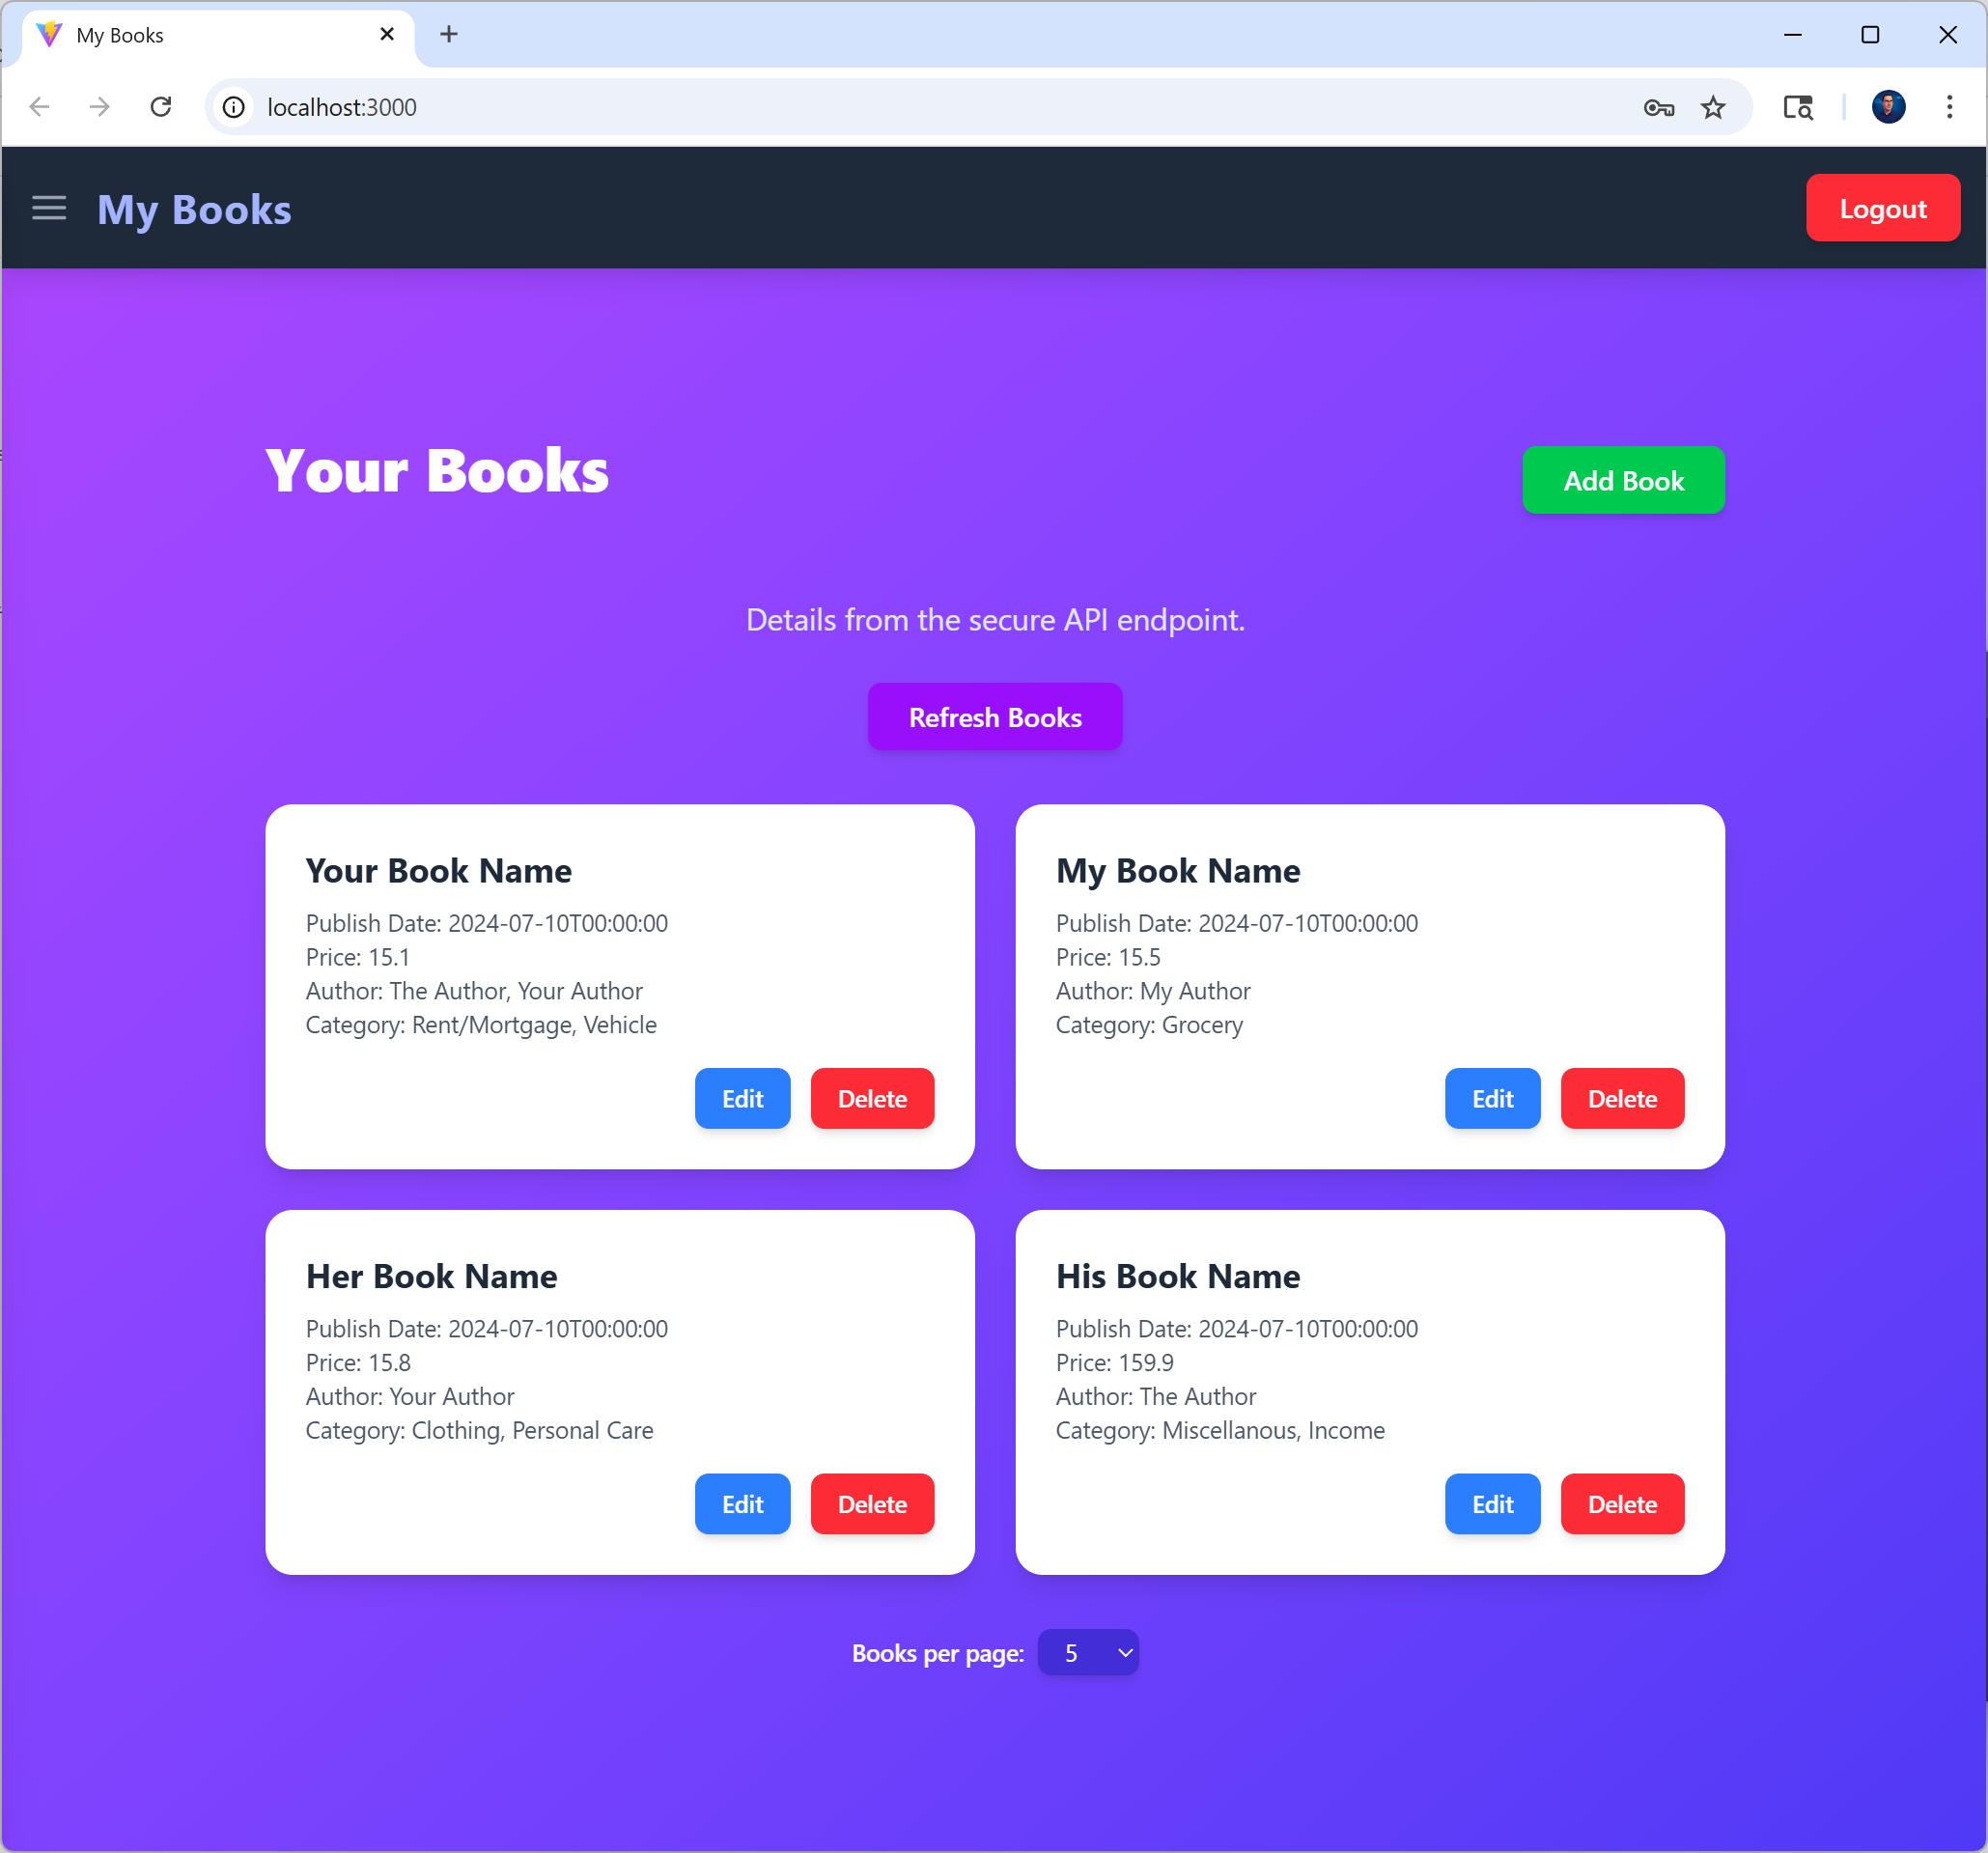 My Books
localhost:3000
My Books
Logout
Your Books
Add Book
Details from the secure API endpoint.
Refresh Books
Your Book Name
Publish Date: 2024-07-10T00:00:00
Price: 15.1
Author: The Author, Your Author
Category: Rent/Mortgage, Vehicle
Edit
Delete
My Book Name
Publish Date: 2024-07-10T00:00:00
Price: 15.5
Author: My Author
Category: Grocery
Edit
Delete
Her Book Name
Publish Date: 2024-07-10T00:00:00
Price: 15.8
Author: Your Author
Category: Clothing, Personal Care
Edit
Delete
His Book Name
Publish Date: 2024-07-10T00:00:00
Price: 159.9
Author: The Author
Category: Miscellanous, Income
Edit
Delete
Books per page: 5